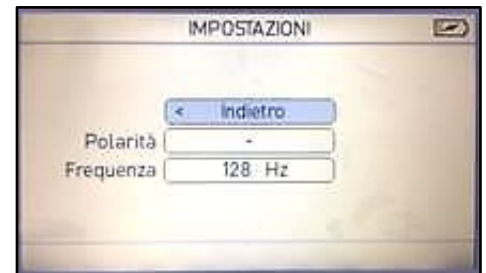 IMPOSTAZIONI
< Indietro
Polarità -
Frequenza 128 Hz